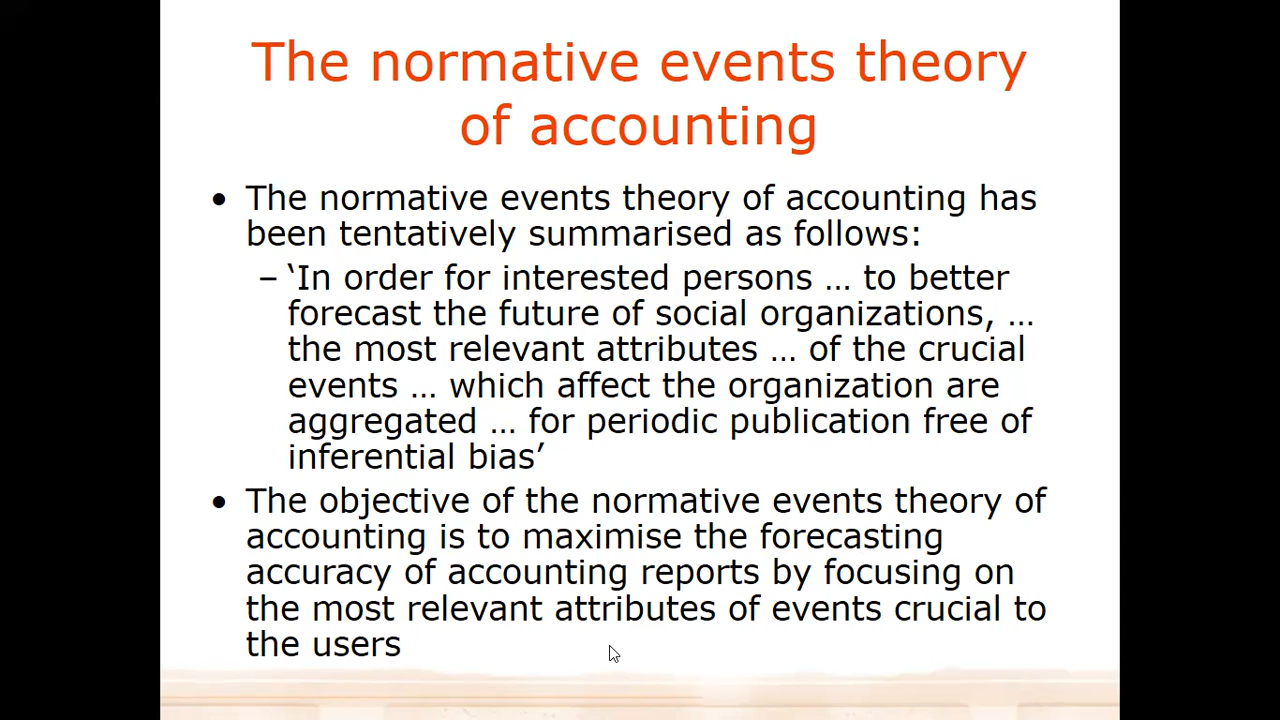 The normative events theory
of accounting
• The normative events theory of accounting has
been tentatively summarised as follows:
– ‘In order for interested persons … to better
forecast the future of social organizations, …
the most relevant attributes … of the crucial
events … which affect the organization are
aggregated … for periodic publication free of
inferential bias’
• The objective of the normative events theory of
accounting is to maximise the forecasting
accuracy of accounting reports by focusing on
the most relevant attributes of events crucial to
the users